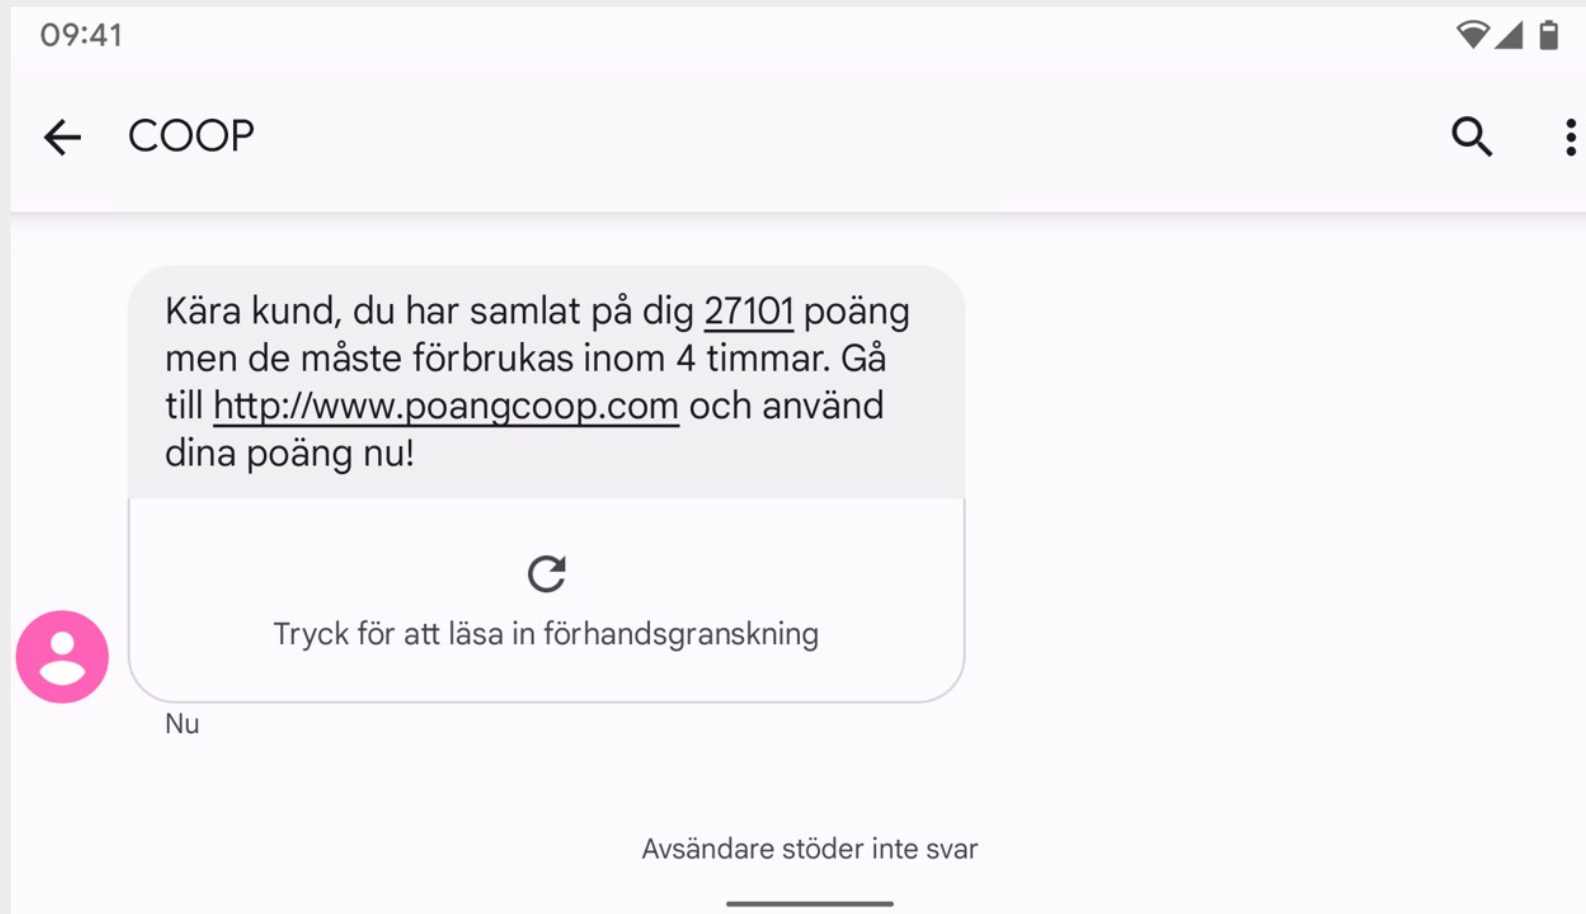 09:41
COOP
Kära kund, du har samlat på dig 27101 poäng
men de måste förbrukas inom 4 timmar. Gå
till http://www.poangcoop.com och använd
dina poäng nu!
Tryck för att läsa in förhandsgranskning
Nu
Avsändare stöder inte svar